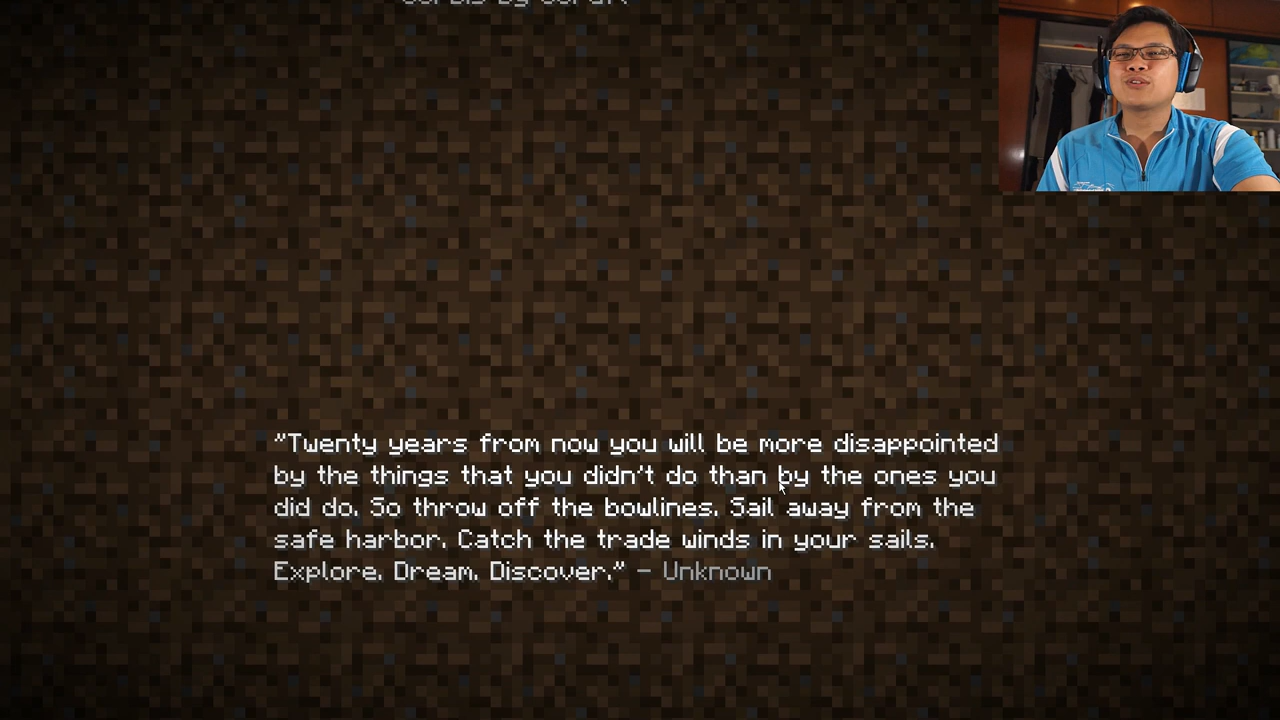 "Twenty years from now you will be more disappointed
by the things that you didn't do than by the ones you
did do. So throw off the bowlines. Sail away from the
safe harbor. Catch the trade winds in your sails.
Explore. Dream. Discover." – Unknown